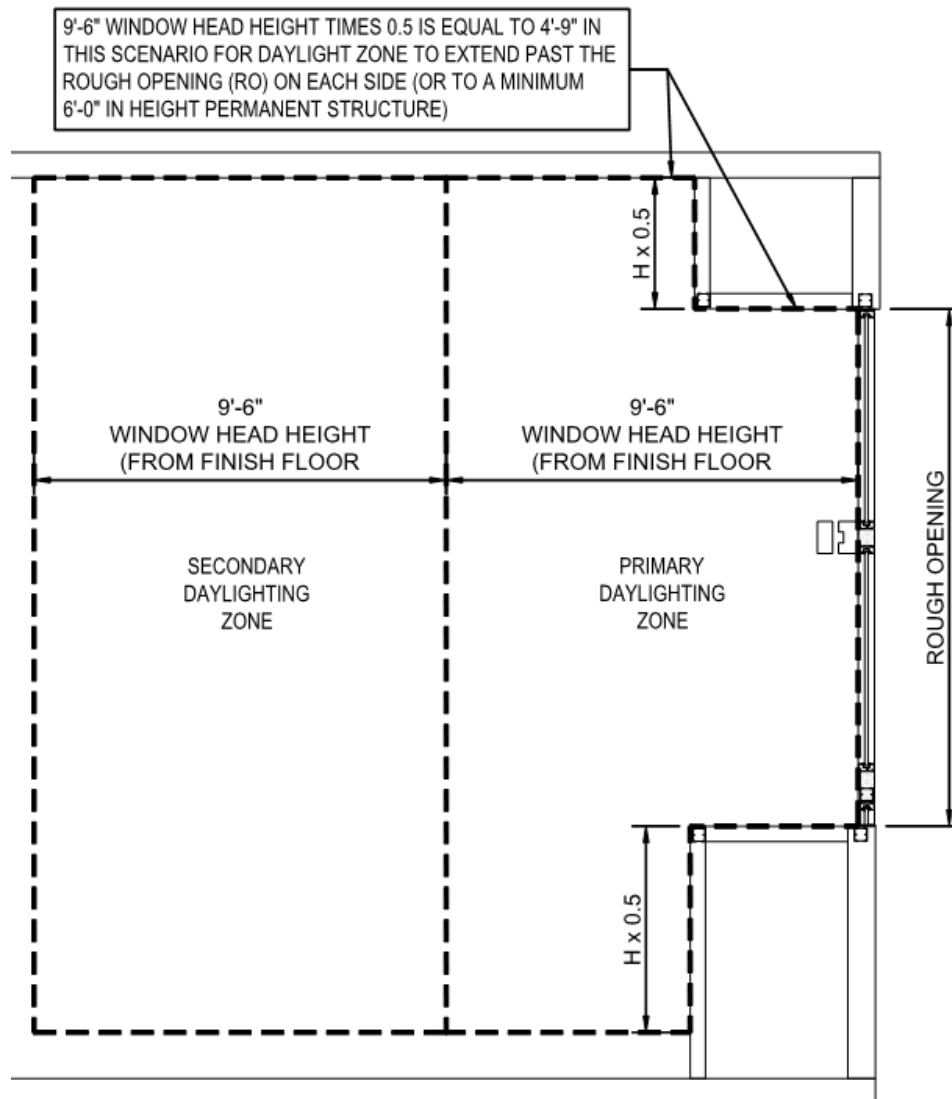 9'-6" WINDOW HEAD HEIGHT TIMES 0.5 IS EQUAL TO 4'-9" IN
THIS SCENARIO FOR DAYLIGHT ZONE TO EXTEND PAST THE
ROUGH OPENING (RO) ON EACH SIDE (OR TO A MINIMUM
6'-0" IN HEIGHT PERMANENT STRUCTURE)
H x 0.5
9'-6"
WINDOW HEAD HEIGHT
(FROM FINISH FLOOR
9'-6"
WINDOW HEAD HEIGHT
(FROM FINISH FLOOR
SECONDARY
DAYLIGHTING
ZONE
PRIMARY
DAYLIGHTING
ZONE
ROUGH OPENING
H x 0.5